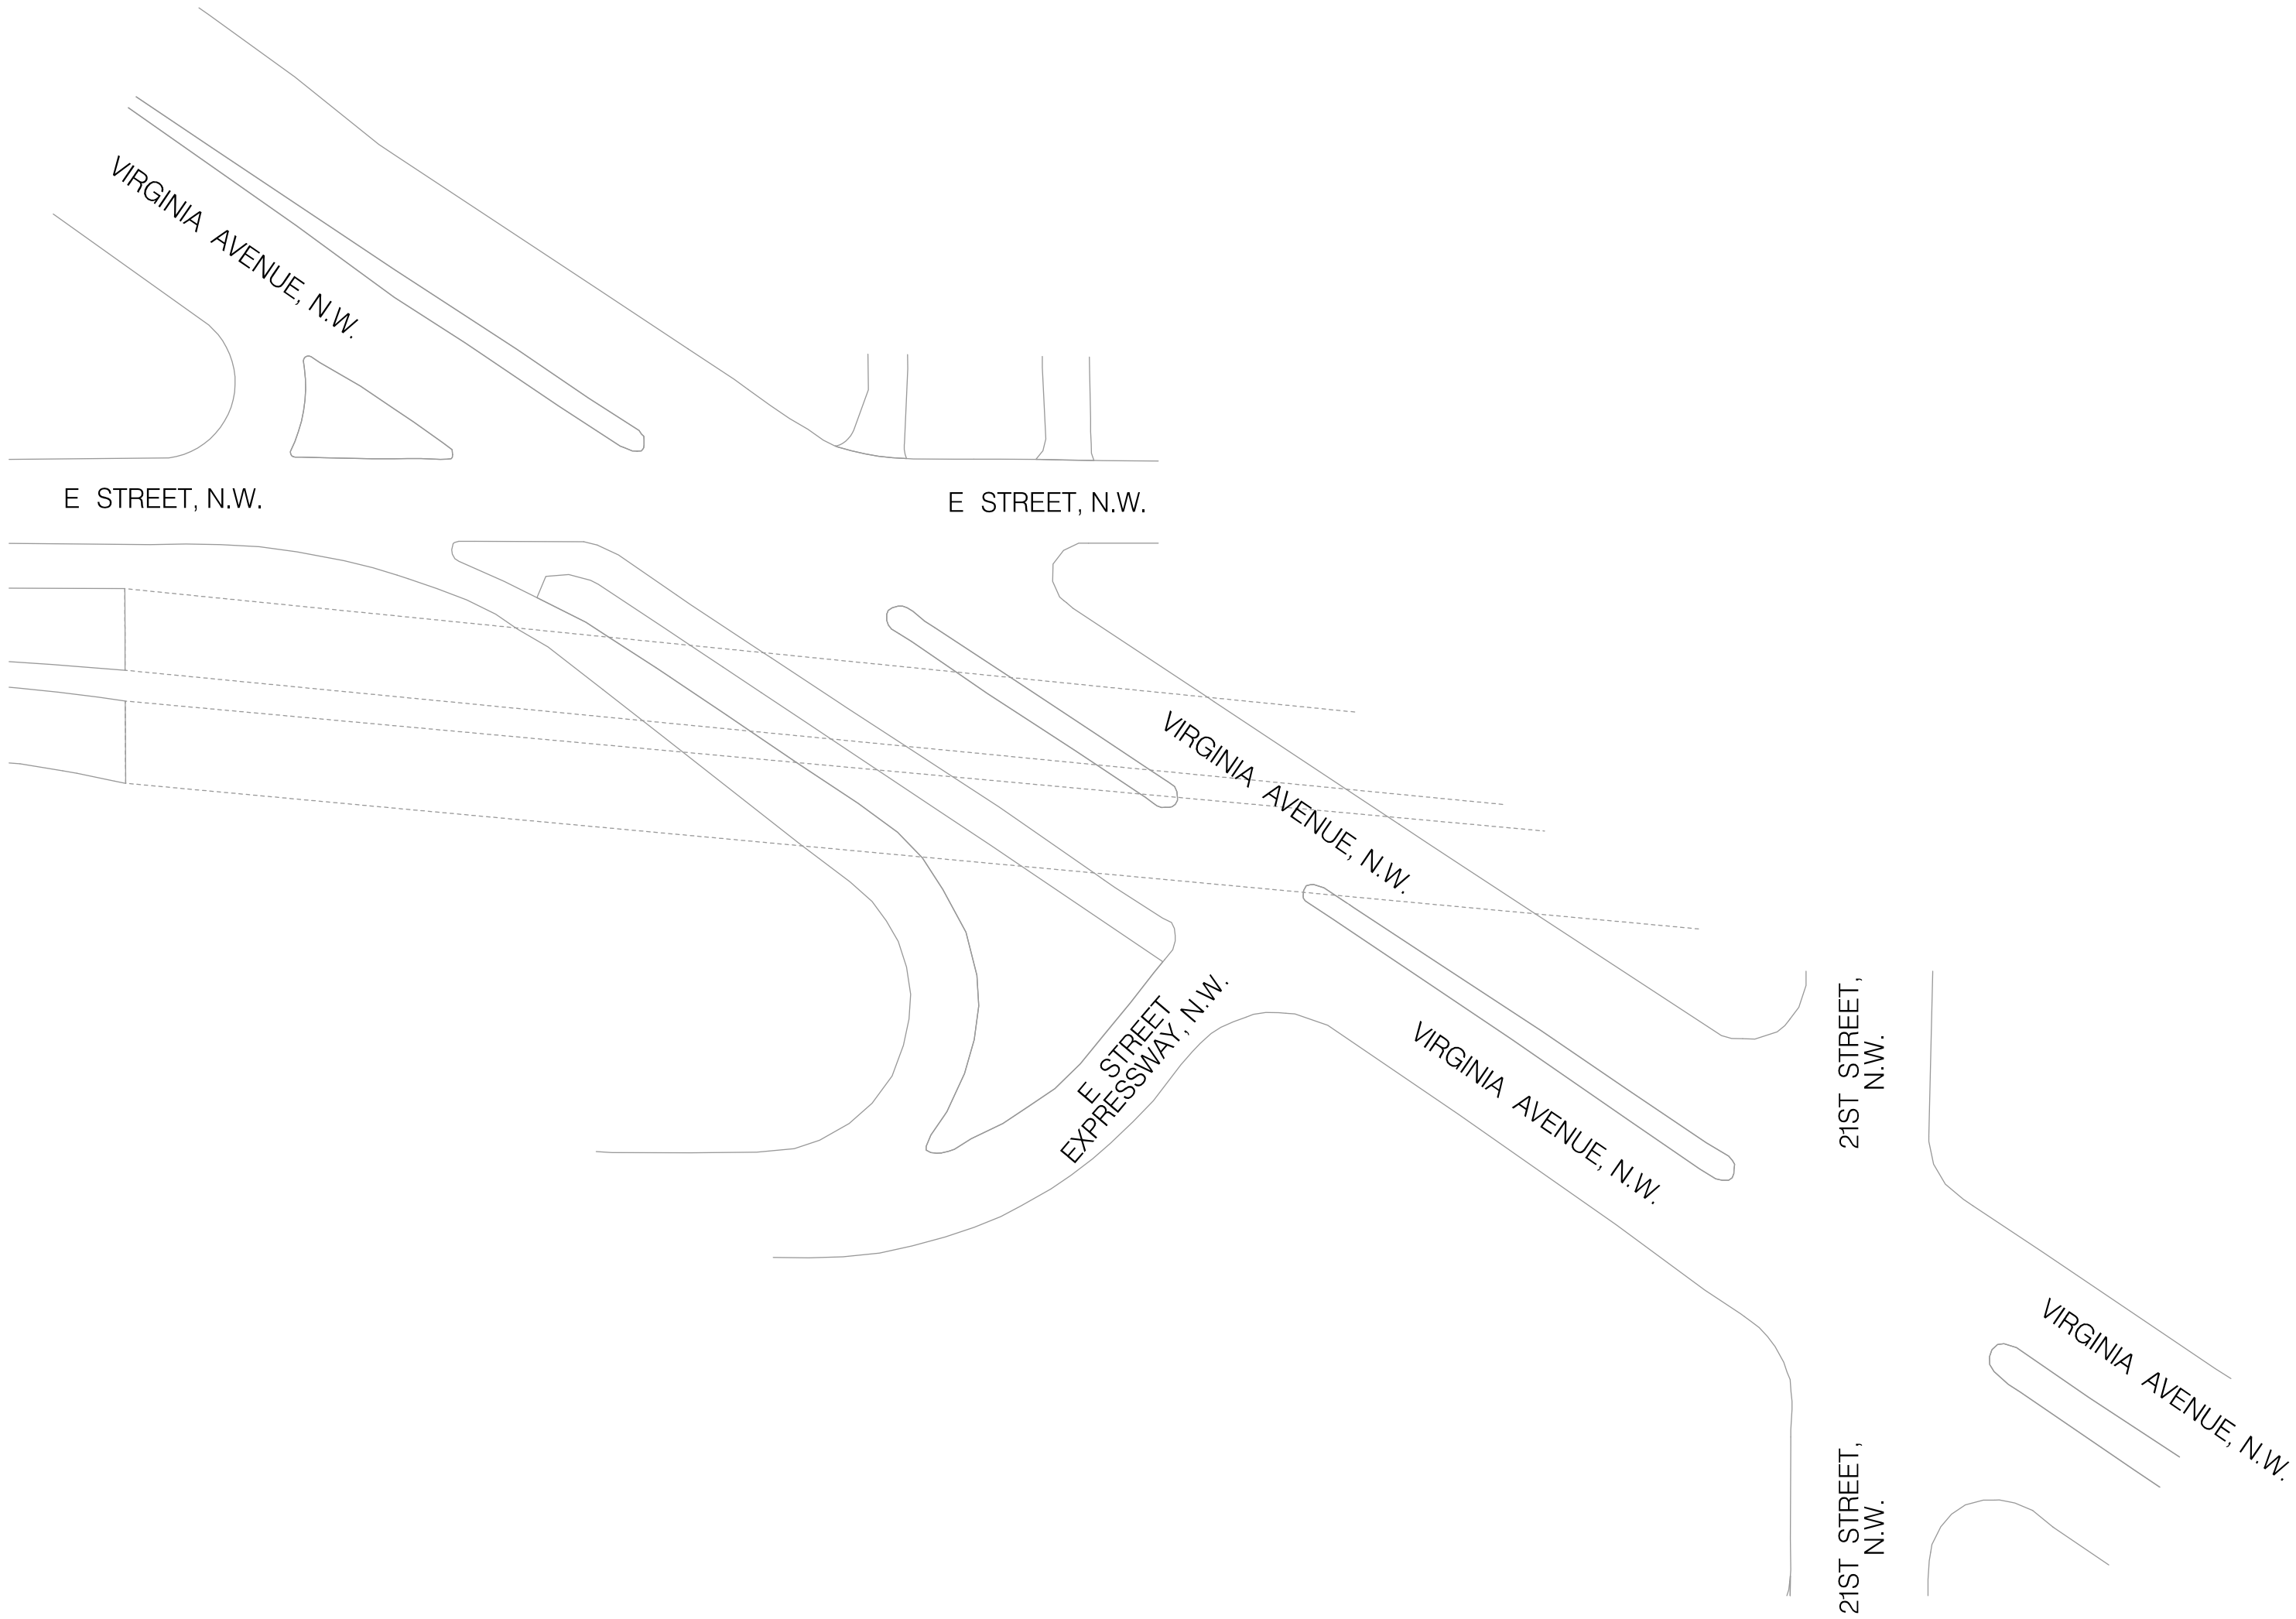 VIRGINIA AVENUE, N.W.
E STREET, N.W.
E STREET, N.W.
VIRGINIA AVENUE, N.W.
E STREET
EXPRESSWAY, N.W.
VIRGINIA AVENUE, N.W.
21ST STREET,
N.W.
VIRGINIA AVENUE, N.W.
21ST STREET,
N.W.